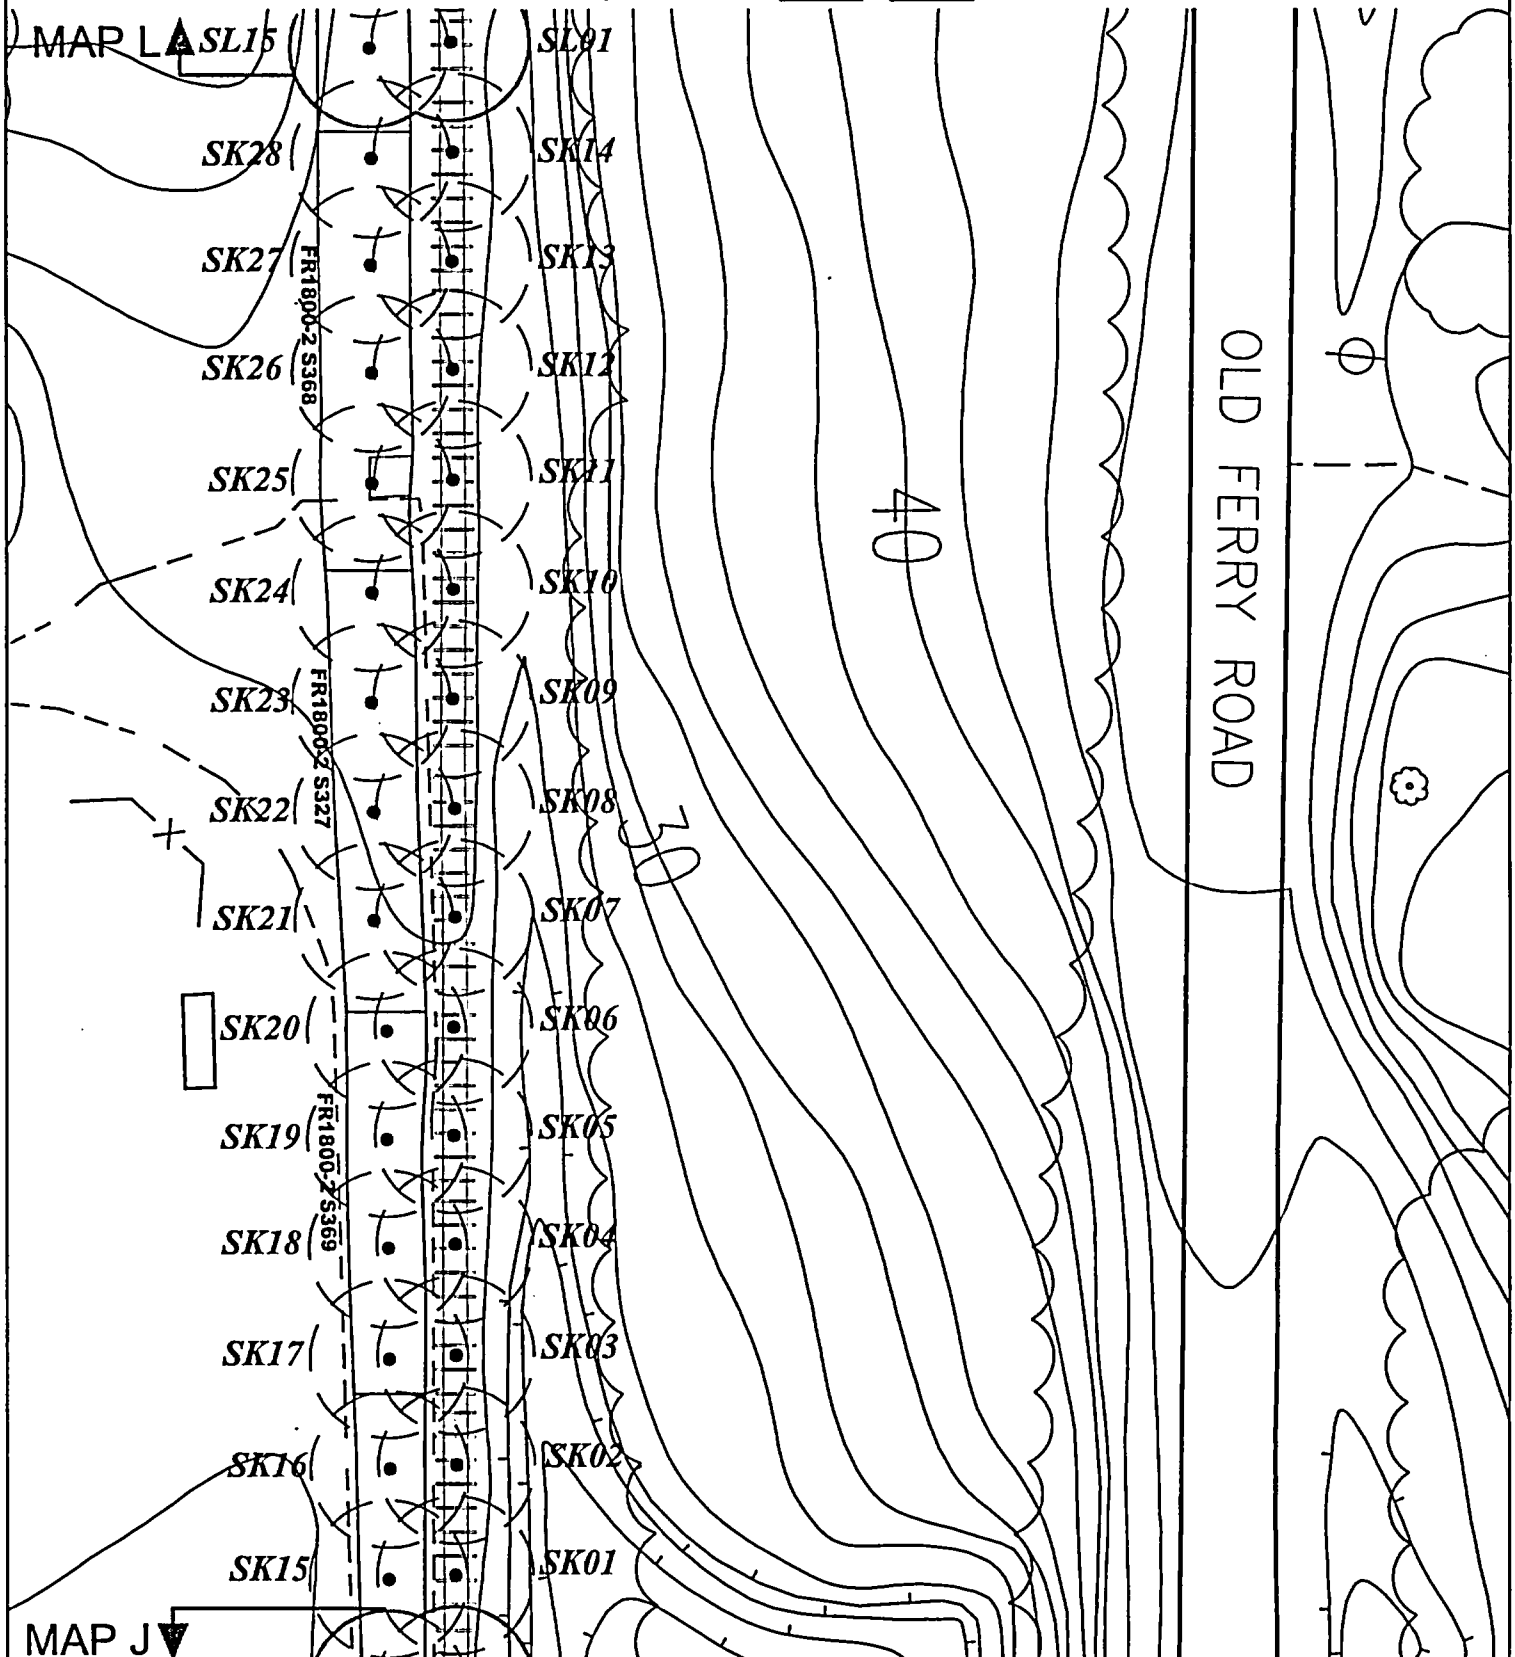 MAP L SL15 SL01
SK28 SK14
SK27 SK13
FR1800-2 S368
SK26 SK12
OLD FERRY ROAD
SK25 SK11
40
SK24 SK10
SK23 SK09
FR1800-2 S327
SK22 SK08
30
SK21 SK07
SK20 SK06
SK19 SK05
FR1800-2 S369
SK18 SK04
SK17 SK03
SK16 SK02
SK15 SK01
MAP J